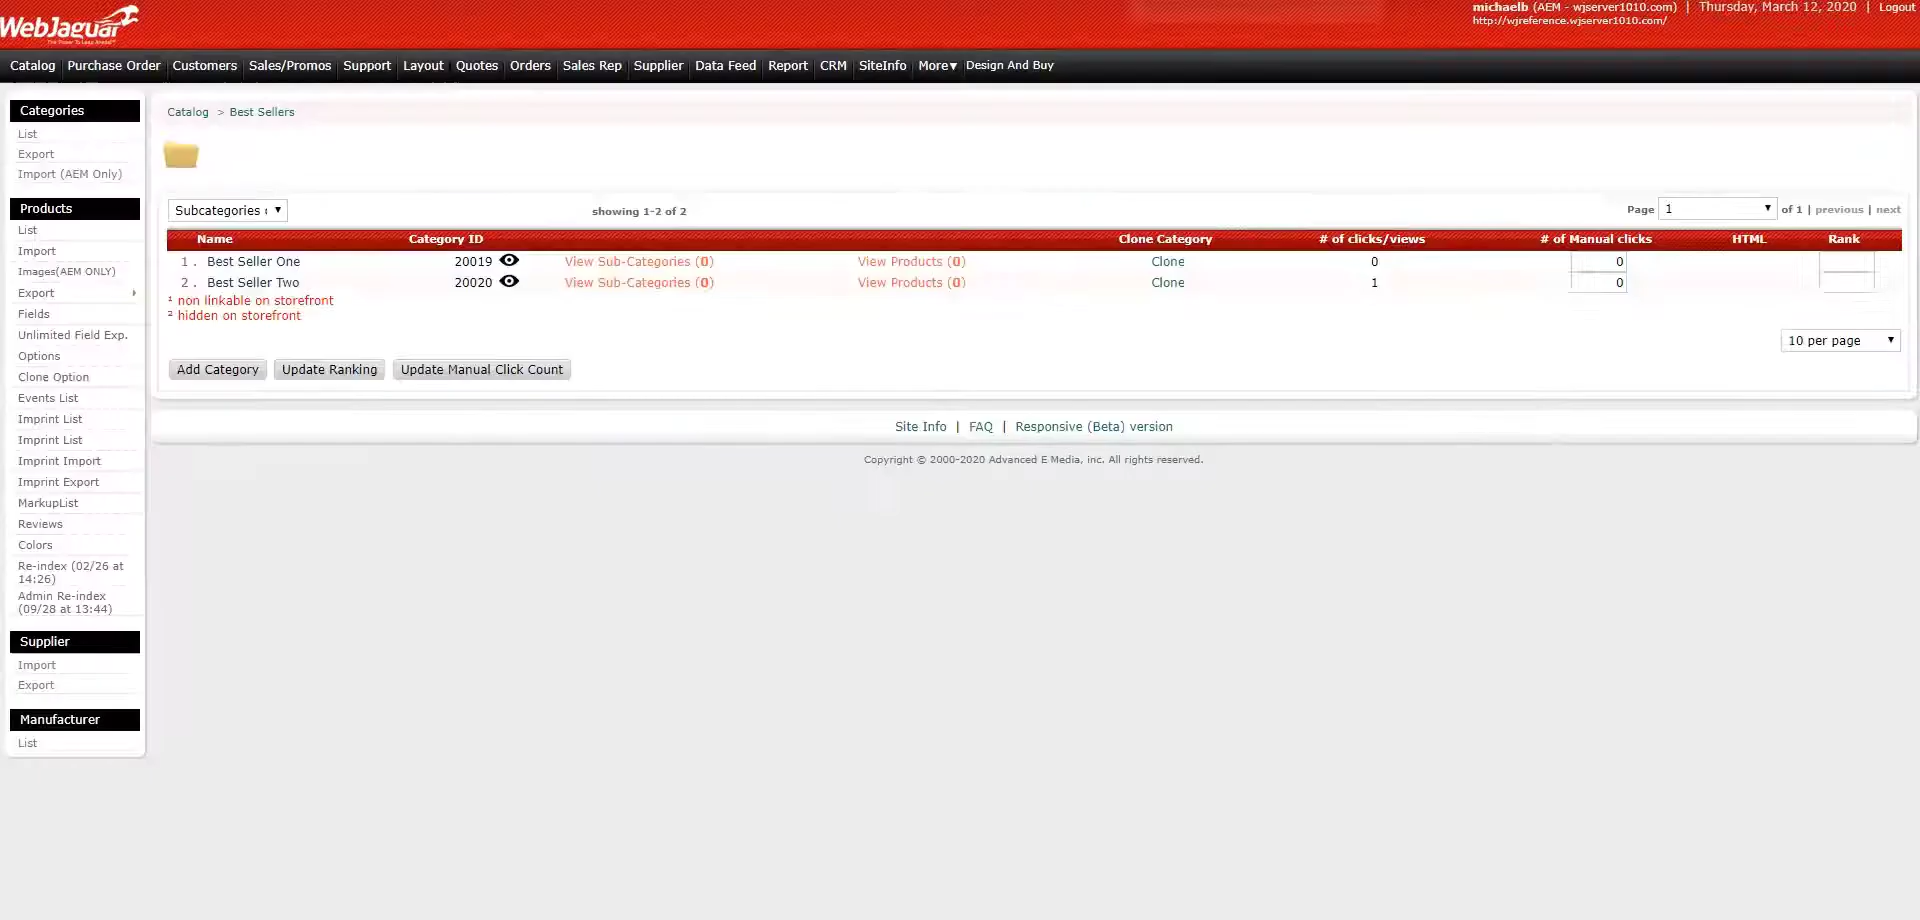 WebJaguar
michaelb (AEM - wjserver1010.com) | Thursday, March 12, 2020 | Logout
http://wjreference.wjserver1010.com/
Catalog Purchase Order Customers Sales/Promos Support Layout Quotes Orders Sales Rep Supplier Data Feed Report CRM SiteInfo More▾ Design And Buy
Categories
List
Export
Import (AEM Only)
Products
List
Import
Images(AEM ONLY)
Export
Fields
Unlimited Field Exp.
Options
Clone Option
Events List
Imprint List
Imprint List
Imprint Import
Imprint Export
MarkupList
Reviews
Colors
Re-index (02/26 at
14:26)
Admin Re-index
(09/28 at 13:44)
Supplier
Import
Export
Manufacturer
List
Catalog > Best Sellers
Subcategories showing 1-2 of 2 Page 1 of 1 | previous | next
Name Category ID Clone Category # of clicks/views # of Manual clicks HTML Rank
1 . Best Seller One 20019 View Sub-Categories (0) View Products (0) Clone 0 0
2 . Best Seller Two 20020 View Sub-Categories (0) View Products (0) Clone 1 0
¹ non linkable on storefront
² hidden on storefront
10 per page
Add Category Update Ranking Update Manual Click Count
Site Info | FAQ | Responsive (Beta) version
Copyright © 2000-2020 Advanced E Media, inc. All rights reserved.